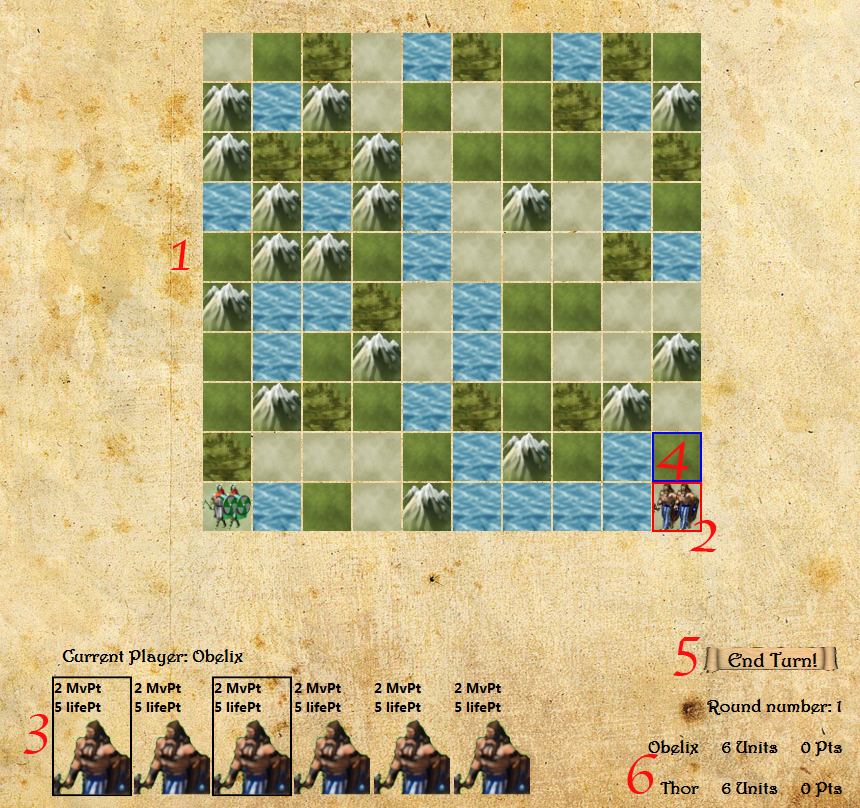 1
4
2
Current Player: Obelix
5
End Turn!
2 MvPt 2 MvPt 2 MvPt 2 MvPt 2 MvPt 2 MvPt
5 lifePt 5 lifePt 5 lifePt 5 lifePt 5 lifePt 5 lifePt
3
Round number: 1
Obelix 6 Units 0 Pts
6
Thor 6 Units 0 Pts